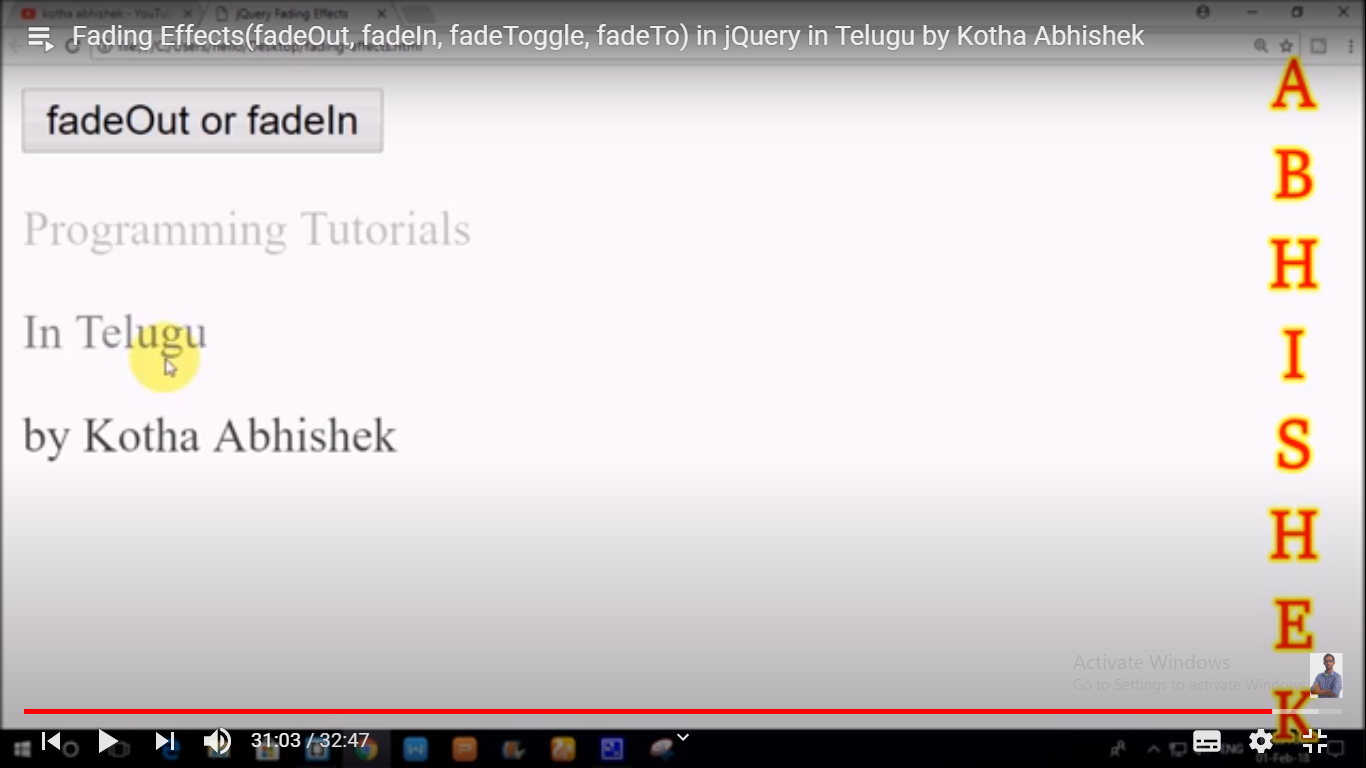 kotha abhishek - YouTu
jQuery Fading Effects
Fading Effects(fadeOut, fadeIn, fadeToggle, fadeTo) in jQuery in Telugu by Kotha Abhishek
fadeOut or fadeIn
Programming Tutorials
In Telugu
by Kotha Abhishek
A
B
H
I
S
H
E
K
Activate Windows
Go to Settings to activate Windows
31:03 / 32:47
ENG
01-Feb-18